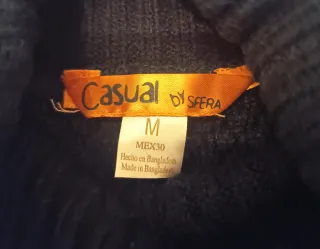 Casual by SFERA
M
MEX30
Hecho en Bangladesh
Made in Bangladesh